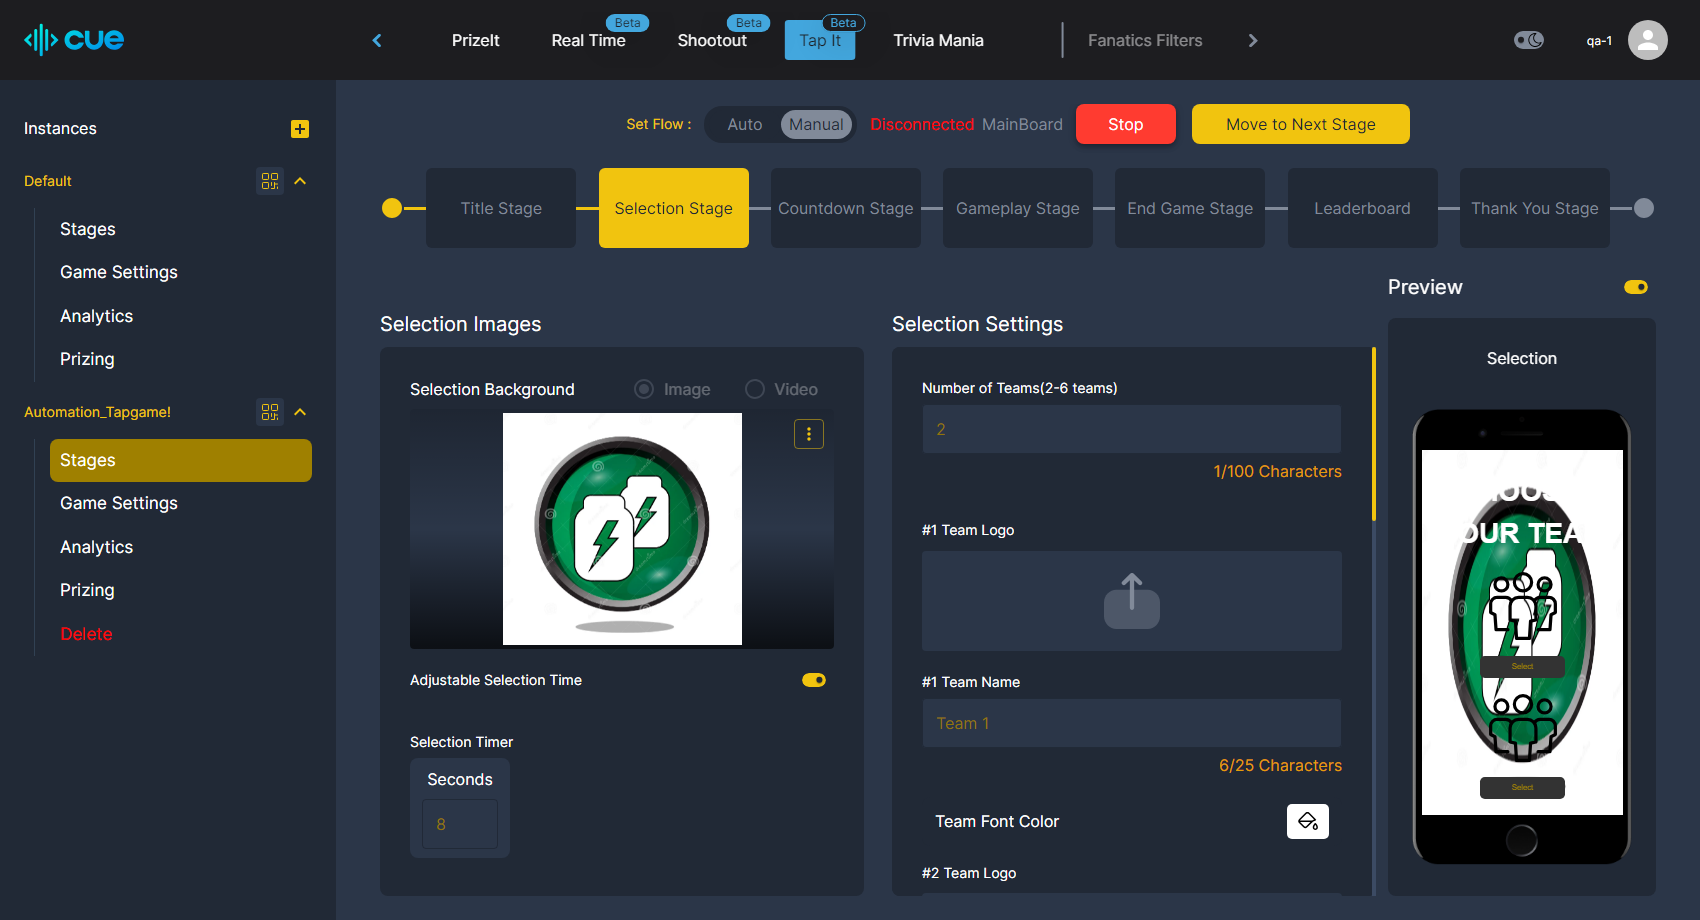 cue
PrizeIt
Real Time
Beta
Shootout
Beta
Tap It
Beta
Trivia Mania
Fanatics Filters
qa-1
Instances
Default
Stages
Game Settings
Analytics
Prizing
Automation_Tapgame!
Stages
Game Settings
Analytics
Prizing
Delete
Set Flow :
Auto
Manual
Disconnected MainBoard
Stop
Move to Next Stage
Title Stage
Selection Stage
Countdown Stage
Gameplay Stage
End Game Stage
Leaderboard
Thank You Stage
Selection Images
Selection Background
Image
Video
Adjustable Selection Time
Selection Timer
Seconds
8
Selection Settings
Number of Teams(2-6 teams)
2
1/100 Characters
#1 Team Logo
#1 Team Name
Team 1
6/25 Characters
Team Font Color
#2 Team Logo
Preview
Selection
OUR TEA
Select
Select